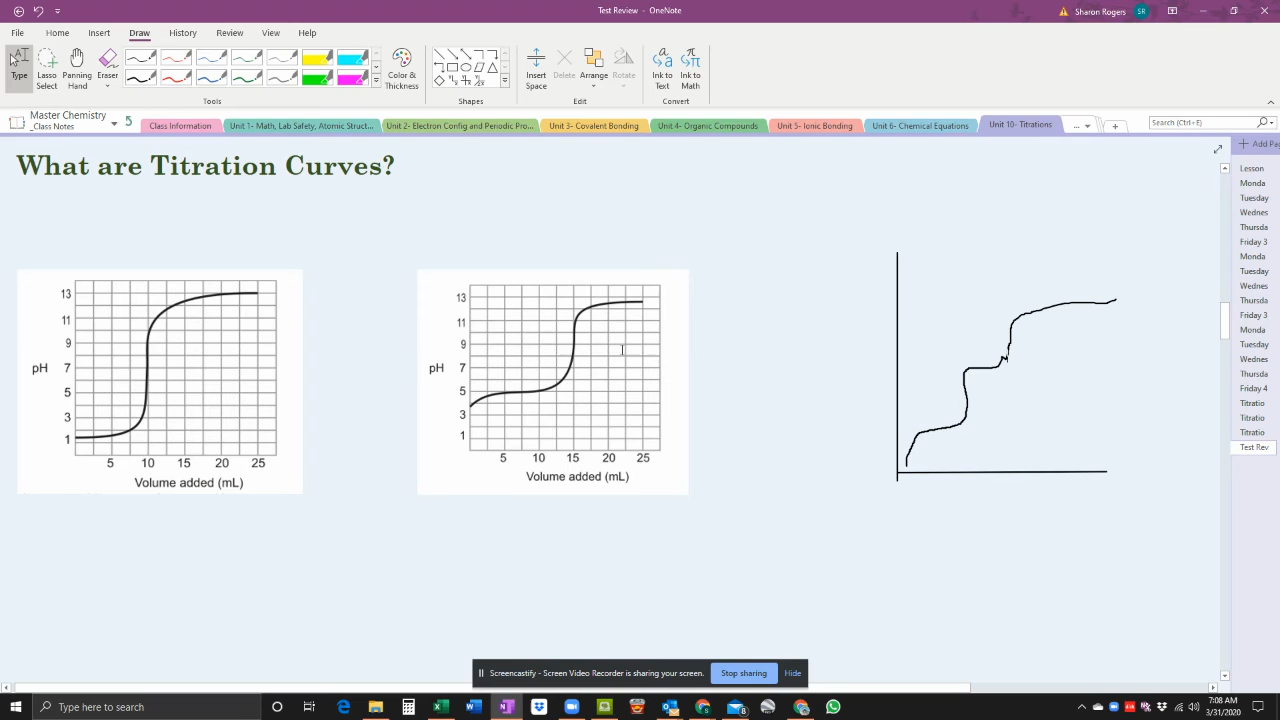 Test Review - OneNote
Sharon Rogers
SR
File Home Insert Draw History Review View Help
Type
Lasso Select
Panning Hand
Eraser
Color & Thickness
Insert Space
Delete
Arrange
Rotate
Ink to Text
Ink to Math
Tools
Shapes
Edit
Convert
Master Chemistry
_Class Notes
Class Information
Unit 1- Math, Lab Safety, Atomic Struct...
Unit 2- Electron Config and Periodic Pro...
Unit 3- Covalent Bonding
Unit 4- Organic Compounds
Unit 5- Ionic Bonding
Unit 6- Chemical Equations
Unit 10- Titrations
...
Search (Ctrl+E)
Add Pag
What are Titration Curves?
Lesson
Monda
Tuesday
Wednes
Thursda
Friday 3
Monda
Tuesday
Wednes
Thursda
Friday 3
Monda
Tuesday
Wednes
Thursda
Friday 4
Titratio
Titratio
Titratio
Test Rev
13
11
9
pH 7
5
3
1
5 10 15 20 25
Volume added (mL)
13
11
9
pH 7
5
3
1
5 10 15 20 25
Volume added (mL)
Screencastify - Screen Video Recorder is sharing your screen.
Stop sharing
Hide
Type here to search
7:08 AM
3/31/2020